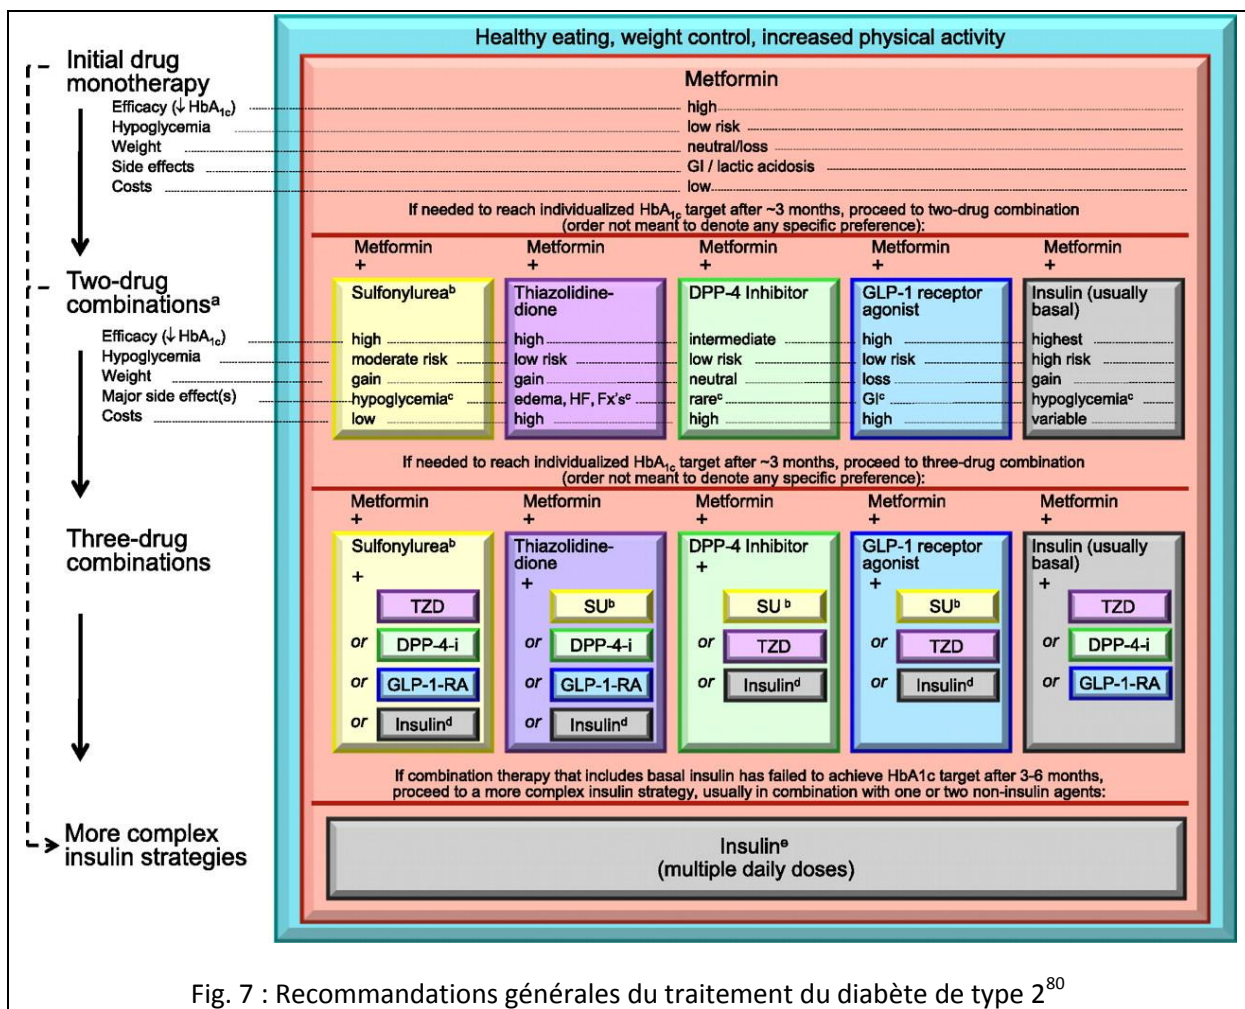 Healthy eating, weight control, increased physical activity
Initial drug
monotherapy
Metformin
Efficacy (↓ HbA1c) high
Hypoglycemia low risk
Weight neutral/loss
Side effects GI / lactic acidosis
Costs low
If needed to reach individualized HbA1c target after ~3 months, proceed to two-drug combination
(order not meant to denote any specific preference):
Metformin Metformin Metformin Metformin Metformin
+ + + + +
Two-drug
combinationsa
Sulfonylureab Thiazolidine- DPP-4 Inhibitor GLP-1 receptor Insulin (usually
dione agonist basal)
Efficacy (↓ HbA1c) high high intermediate high highest
Hypoglycemia moderate risk low risk low risk low risk high risk
Weight gain gain neutral loss gain
Major side effect(s) hypoglycemiac edema, HF, Fx'sc rarec GIc hypoglycemiac
Costs low high high high variable
If needed to reach individualized HbA1c target after ~3 months, proceed to three-drug combination
(order not meant to denote any specific preference):
Metformin Metformin Metformin Metformin Metformin
+ + + + +
Three-drug
combinations
Sulfonylureab Thiazolidine- DPP-4 Inhibitor GLP-1 receptor Insulin (usually
dione agonist basal)
+ + + + +
TZD SUb SU b SUb TZD
or DPP-4-i or DPP-4-i or TZD or TZD or DPP-4-i
or GLP-1-RA or GLP-1-RA or Insulind or Insulind or GLP-1-RA
or Insulind or Insulind
If combination therapy that includes basal insulin has failed to achieve HbA1c target after 3-6 months,
proceed to a more complex insulin strategy, usually in combination with one or two non-insulin agents:
More complex
insulin strategies
Insuline
(multiple daily doses)
Fig. 7 : Recommandations générales du traitement du diabète de type 280